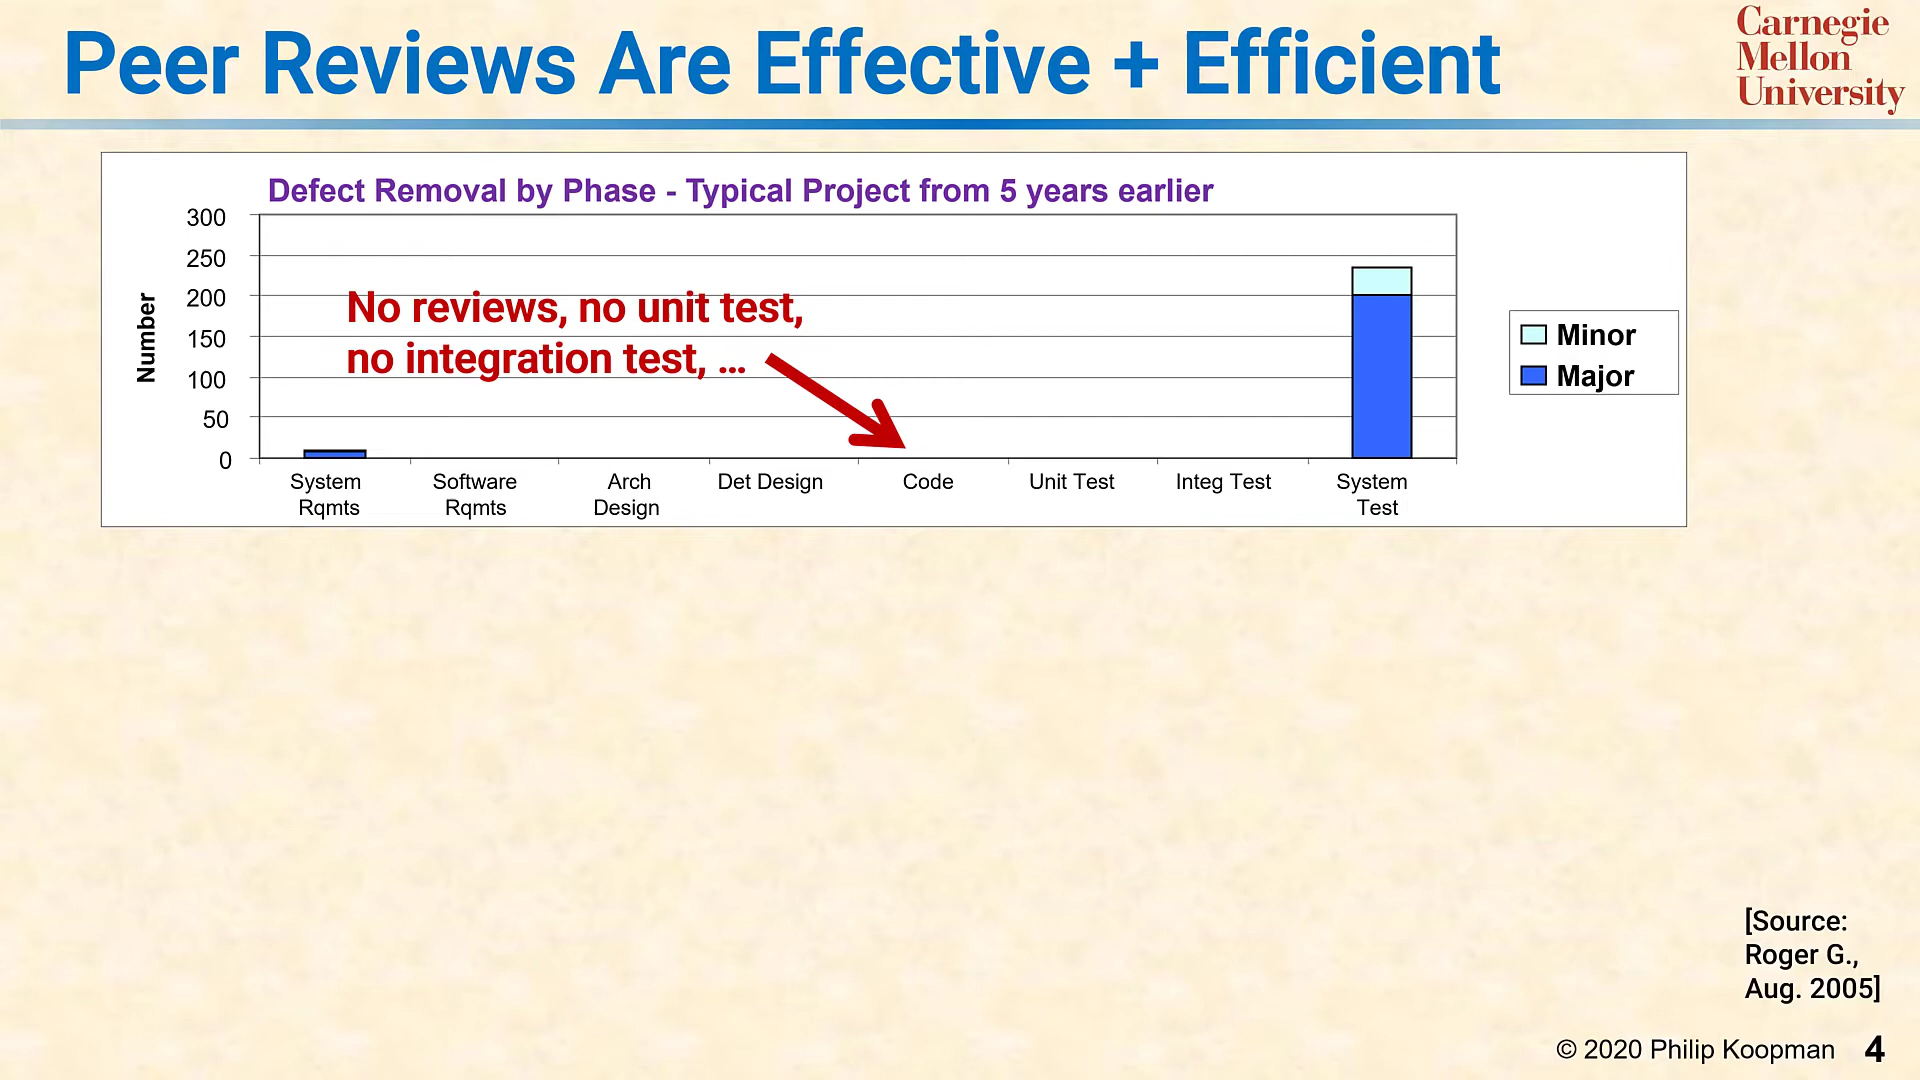 Peer Reviews Are Effective + Efficient
Carnegie
Mellon
University
Defect Removal by Phase - Typical Project from 5 years earlier
300
250
200
150
100
50
0
Number
No reviews, no unit test,
no integration test, ...
System
Rqmts
Software
Rqmts
Arch
Design
Det Design
Code
Unit Test
Integ Test
System
Test
Minor
Major
[Source:
Roger G.,
Aug. 2005]
© 2020 Philip Koopman 4